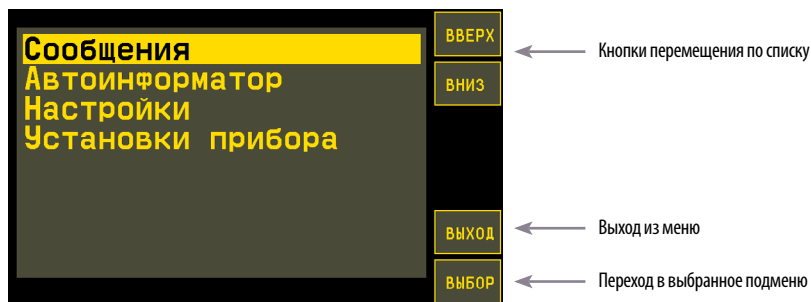 Сообщения
Автоинформатор
Настройки
Установки прибора
ВВЕРХ
ВНИЗ
ВЫХОД
ВЫБОР
Кнопки перемещения по списку
Выход из меню
Переход в выбранное подменю